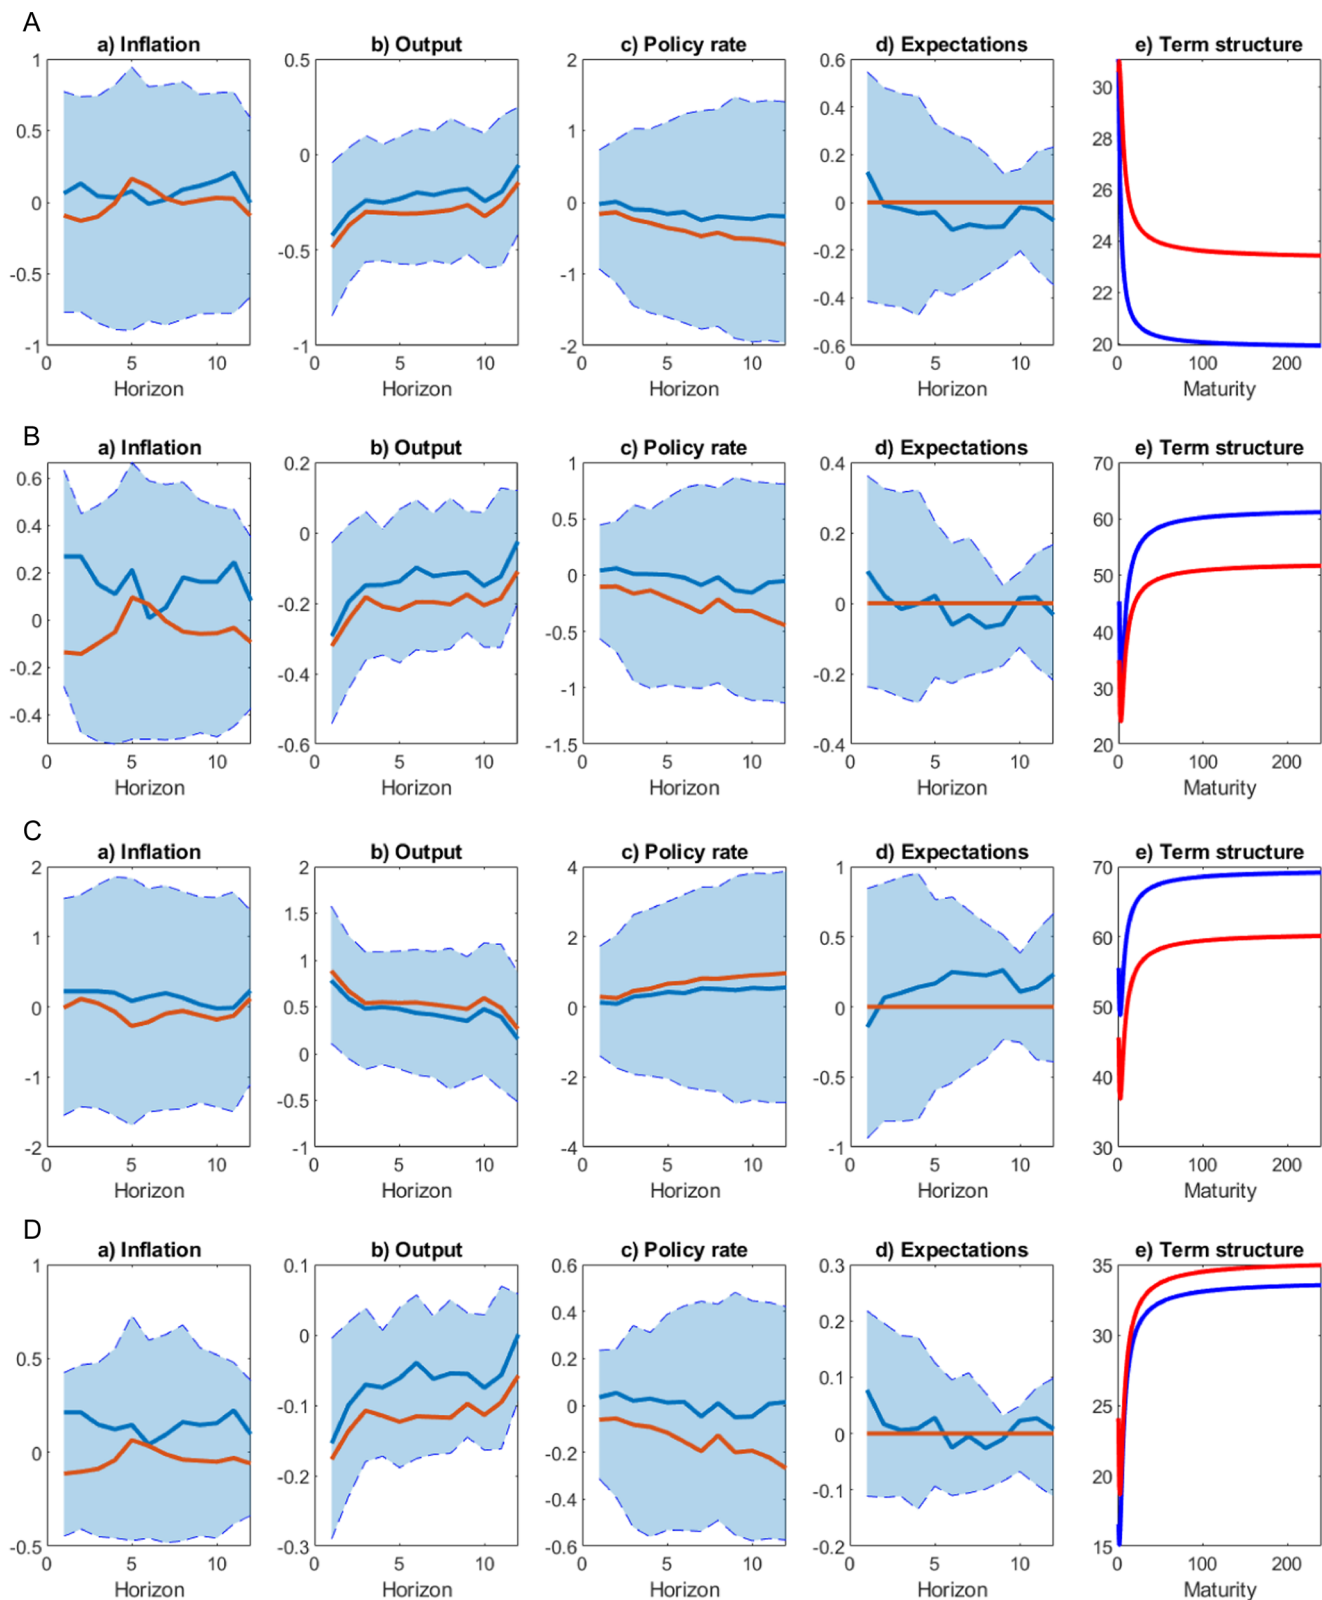 A
a) Inflation b) Output c) Policy rate d) Expectations e) Term structure
1 0.5 2 0.6 30
0.5 0 1 0.4 28
0 -0.5 0 0.2 26
-0.5 -1 -1 0 24
-1 -2 -0.2 22
-0.4 20
-0.6
0 5 10 0 5 10 0 5 10 0 5 10 0 100 200
Horizon Horizon Horizon Horizon Maturity
B
a) Inflation b) Output c) Policy rate d) Expectations e) Term structure
0.6 0.2 1 0.4 70
0.4 0 0.5 0.2 60
0.2 -0.2 0 0 50
0 -0.4 -0.5 -0.2 40
-0.2 -0.6 -1 -0.4 30
-0.4 -1.5 20
0 5 10 0 5 10 0 5 10 0 5 10 0 100 200
Horizon Horizon Horizon Horizon Maturity
C
a) Inflation b) Output c) Policy rate d) Expectations e) Term structure
2 2 4 1 70
1 1.5 2 0.5 60
0 1 0 0 50
-1 0.5 -2 -0.5 40
-2 0 -4 -1 30
-0.5
-1
0 5 10 0 5 10 0 5 10 0 5 10 0 100 200
Horizon Horizon Horizon Horizon Maturity
D
a) Inflation b) Output c) Policy rate d) Expectations e) Term structure
1 0.1 0.6 0.3 35
0.5 0 0.4 0.2 30
0 -0.1 0.2 0.1 25
-0.5 -0.2 0 0 20
-0.3 -0.2 -0.1 15
-0.4 -0.2
-0.6
0 5 10 0 5 10 0 5 10 0 5 10 0 100 200
Horizon Horizon Horizon Horizon Maturity